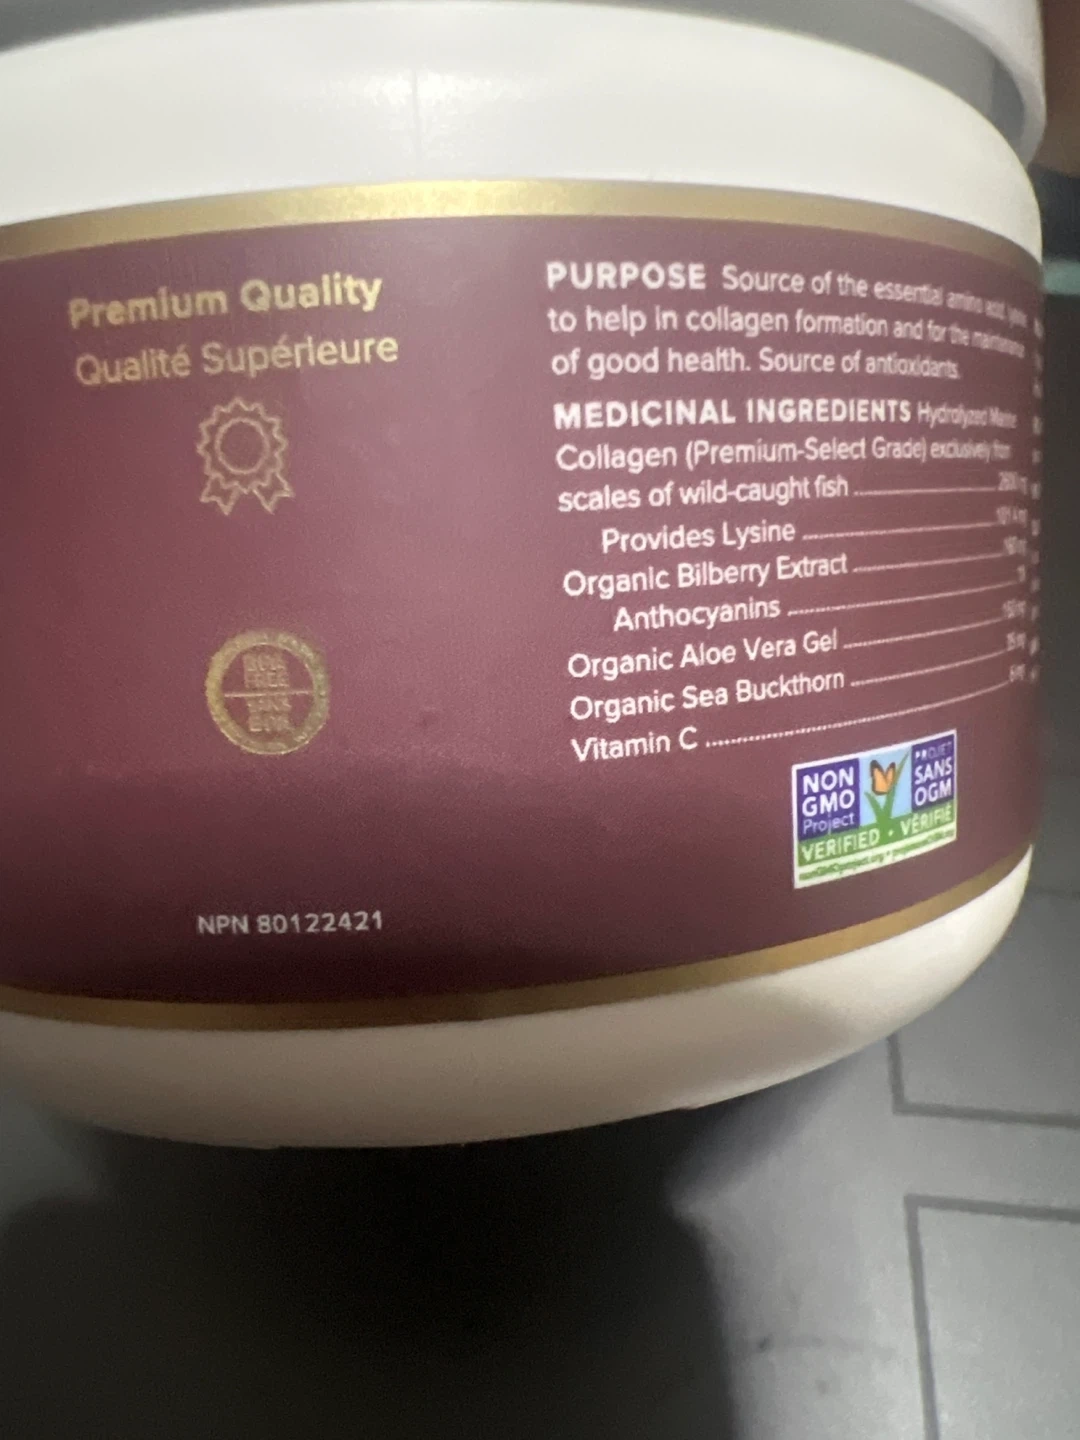 Premium Quality
Qualité Supérieure
NPN 80122421
PURPOSE Source of the essential amino acid
to help in collagen formation and for the maintenance
of good health. Source of antioxidants.
MEDICINAL INGREDIENTS Hydrolyzed Marine
Collagen (Premium-Select Grade) exclusively from
scales of wild-caught fish
Provides Lysine
Organic Bilberry Extract
Anthocyanins
Organic Aloe Vera Gel
Organic Sea Buckthorn
Vitamin C
NON
GMO
Project
PROJET
SANS
OGM
VERIFIED • VÉRIFIÉ